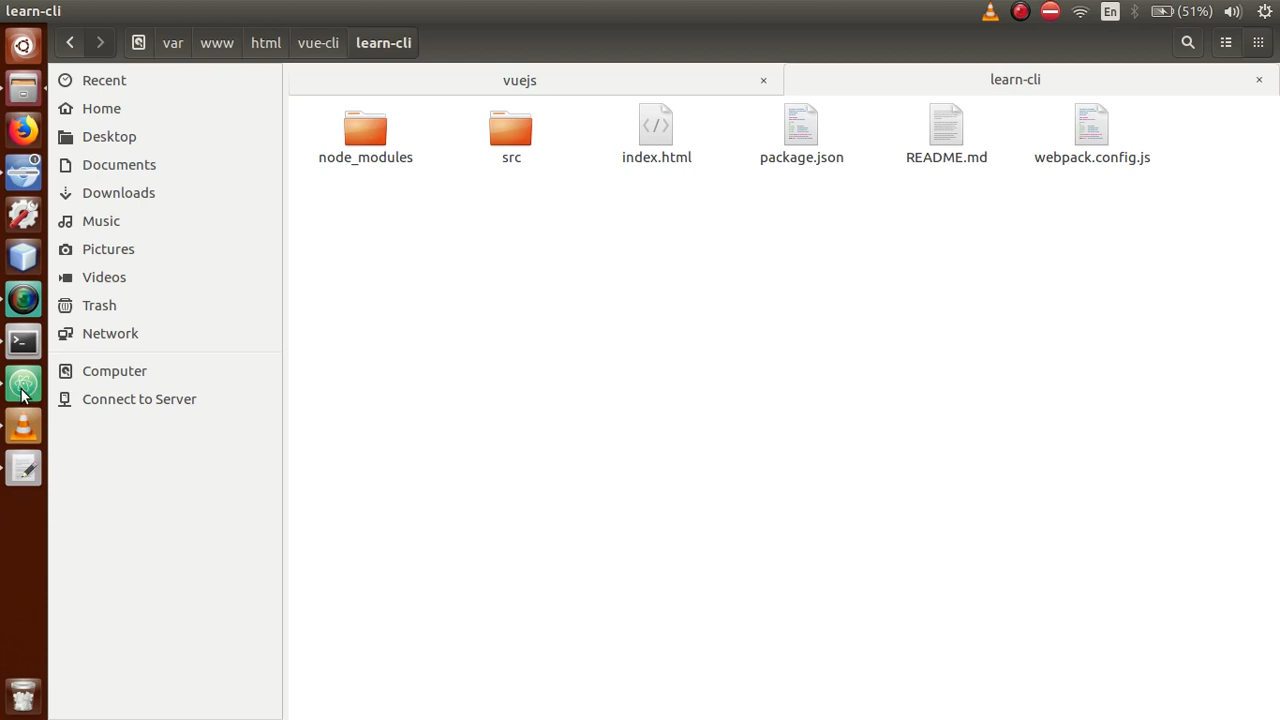 learn-cli
En
(51%)
var
www
html
vue-cli
learn-cli
Recent
Home
Desktop
Documents
Downloads
Music
Pictures
Videos
Trash
Network
Computer
Connect to Server
vuejs
×
learn-cli
×
node_modules
src
index.html
package.json
README.md
webpack.config.js